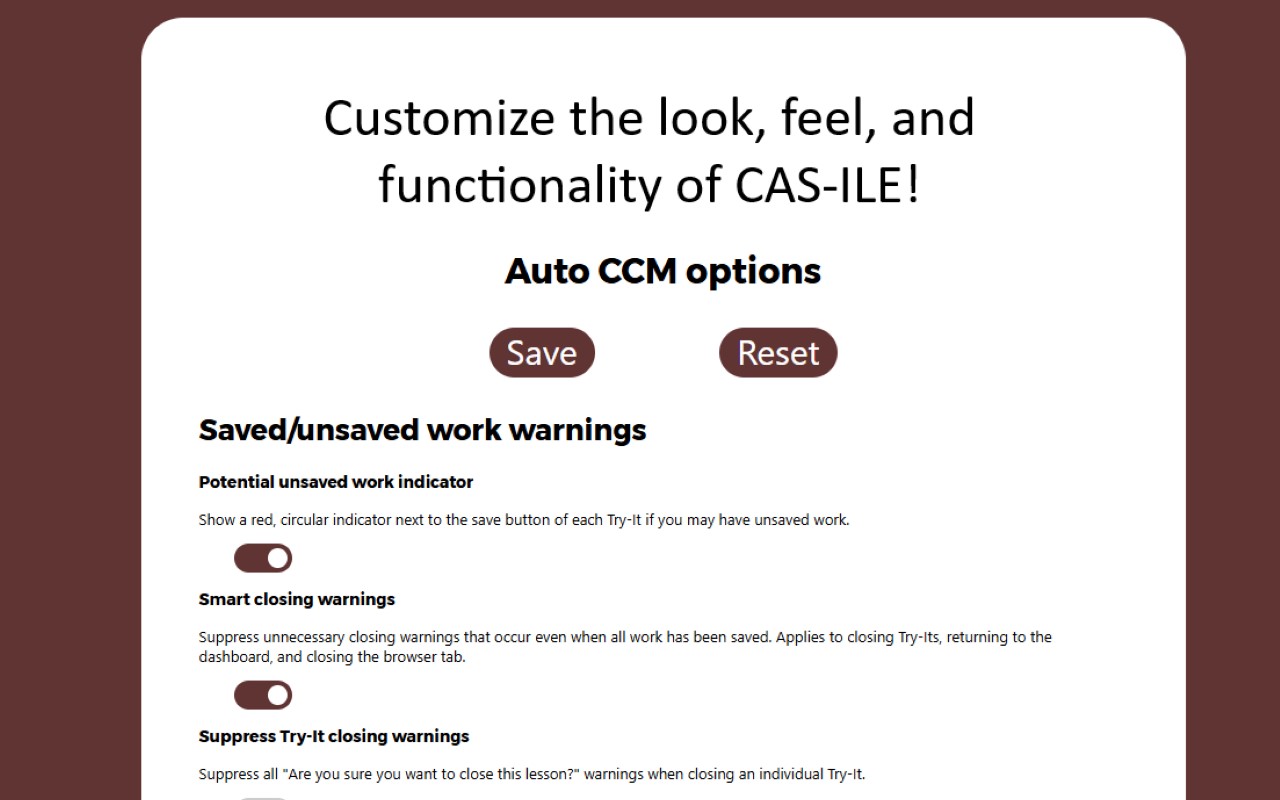 Customize the look, feel, and
functionality of CAS-ILE!
Auto CCM options
Save
Reset
Saved/unsaved work warnings
Potential unsaved work indicator
Show a red, circular indicator next to the save button of each Try-It if you may have unsaved work.
Smart closing warnings
Suppress unnecessary closing warnings that occur even when all work has been saved. Applies to closing Try-Its, returning to the
dashboard, and closing the browser tab.
Suppress Try-It closing warnings
Suppress all "Are you sure you want to close this lesson?" warnings when closing an individual Try-It.